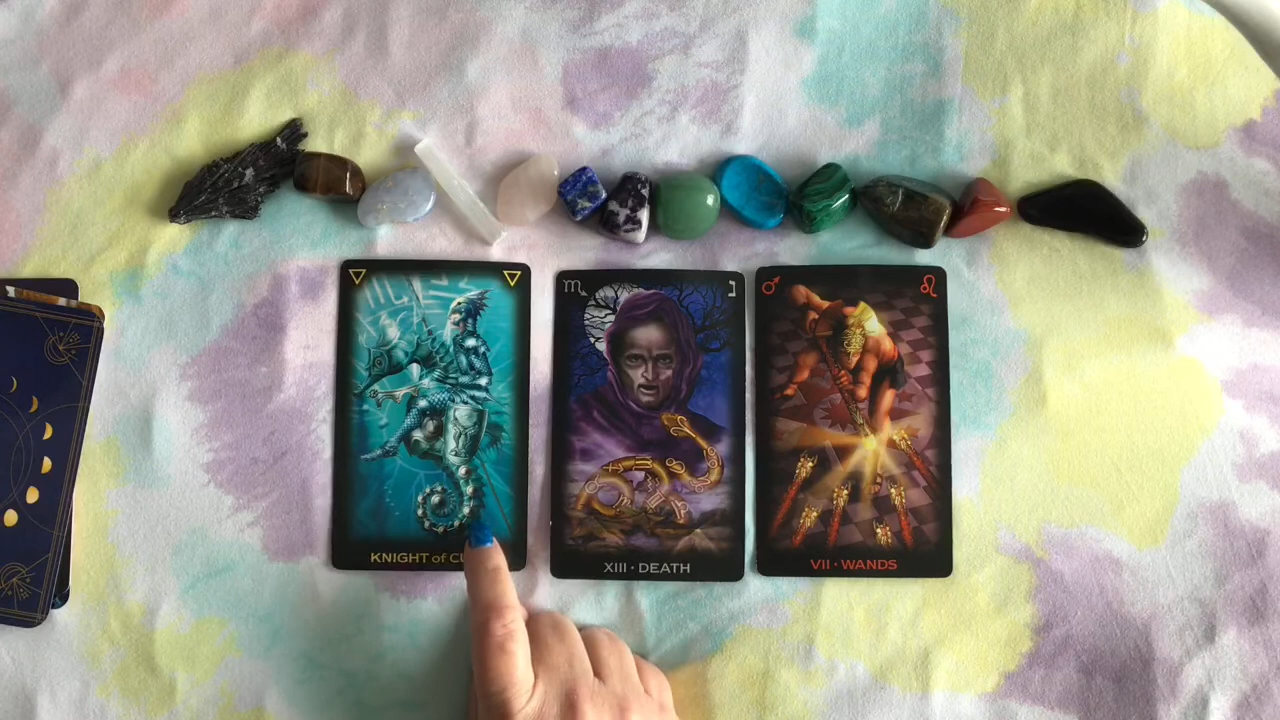 KNIGHT of
XIII • DEATH
VII • WANDS